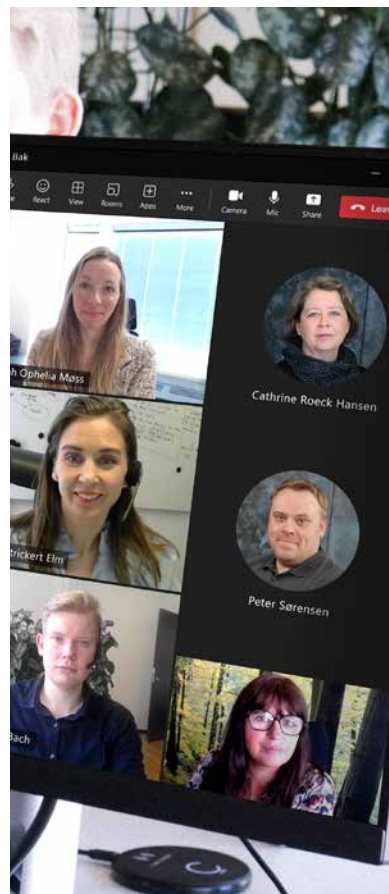 Bak
React
View
Rooms
Apps
More
Camera
Mic
Share
Leav
h Ophelia Møss
Cathrine Roeck Hansen
trickert Elm
Peter Sørensen
Bach